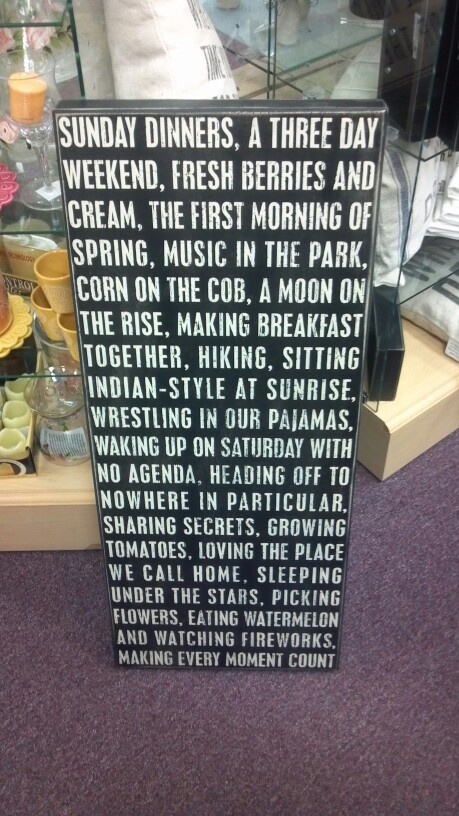 SUNDAY DINNERS, A THREE DAY
WEEKEND, FRESH BERRIES AND
CREAM, THE FIRST MORNING OF
SPRING, MUSIC IN THE PARK,
CORN ON THE COB, A MOON ON
THE RISE, MAKING BREAKFAST
TOGETHER, HIKING, SITTING
INDIAN-STYLE AT SUNRISE,
WRESTLING IN OUR PAJAMAS,
WAKING UP ON SATURDAY WITH
NO AGENDA, HEADING OFF TO
NOWHERE IN PARTICULAR,
SHARING SECRETS, GROWING
TOMATOES, LOVING THE PLACE
WE CALL HOME, SLEEPING
UNDER THE STARS, PICKING
FLOWERS, EATING WATERMELON
AND WATCHING FIREWORKS,
MAKING EVERY MOMENT COUNT